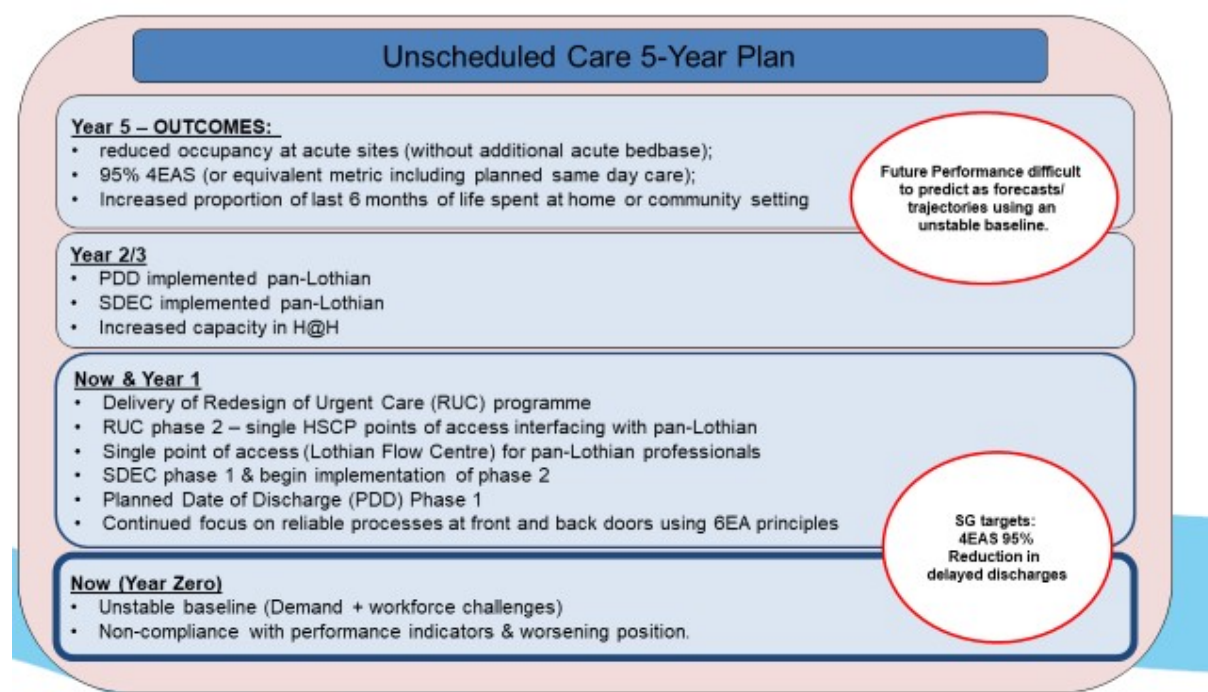 Unscheduled Care 5-Year Plan
Year 5 – OUTCOMES:
• reduced occupancy at acute sites (without additional acute bedbase);
• 95% 4EAS (or equivalent metric including planned same day care);
• Increased proportion of last 6 months of life spent at home or community setting
Future Performance difficult
to predict as forecasts/
trajectories using an
unstable baseline.
Year 2/3
• PDD implemented pan-Lothian
• SDEC implemented pan-Lothian
• Increased capacity in H@H
Now & Year 1
• Delivery of Redesign of Urgent Care (RUC) programme
• RUC phase 2 – single HSCP points of access interfacing with pan-Lothian
• Single point of access (Lothian Flow Centre) for pan-Lothian professionals
• SDEC phase 1 & begin implementation of phase 2
• Planned Date of Discharge (PDD) Phase 1
• Continued focus on reliable processes at front and back doors using 6EA principles
SG targets:
4EAS 95%
Reduction in
delayed discharges
Now (Year Zero)
• Unstable baseline (Demand + workforce challenges)
• Non-compliance with performance indicators & worsening position.